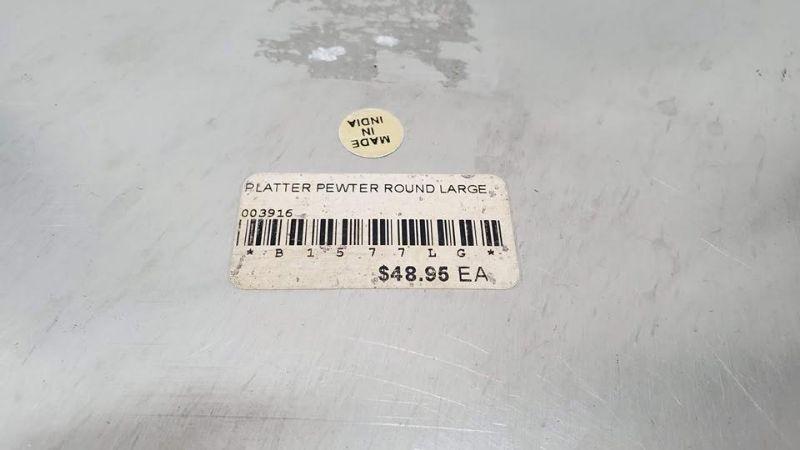 MADE
IN
INDIA
PLATTER PEWTER ROUND LARGE
003916
* B 1 5 7 7 L G *
$48.95 EA